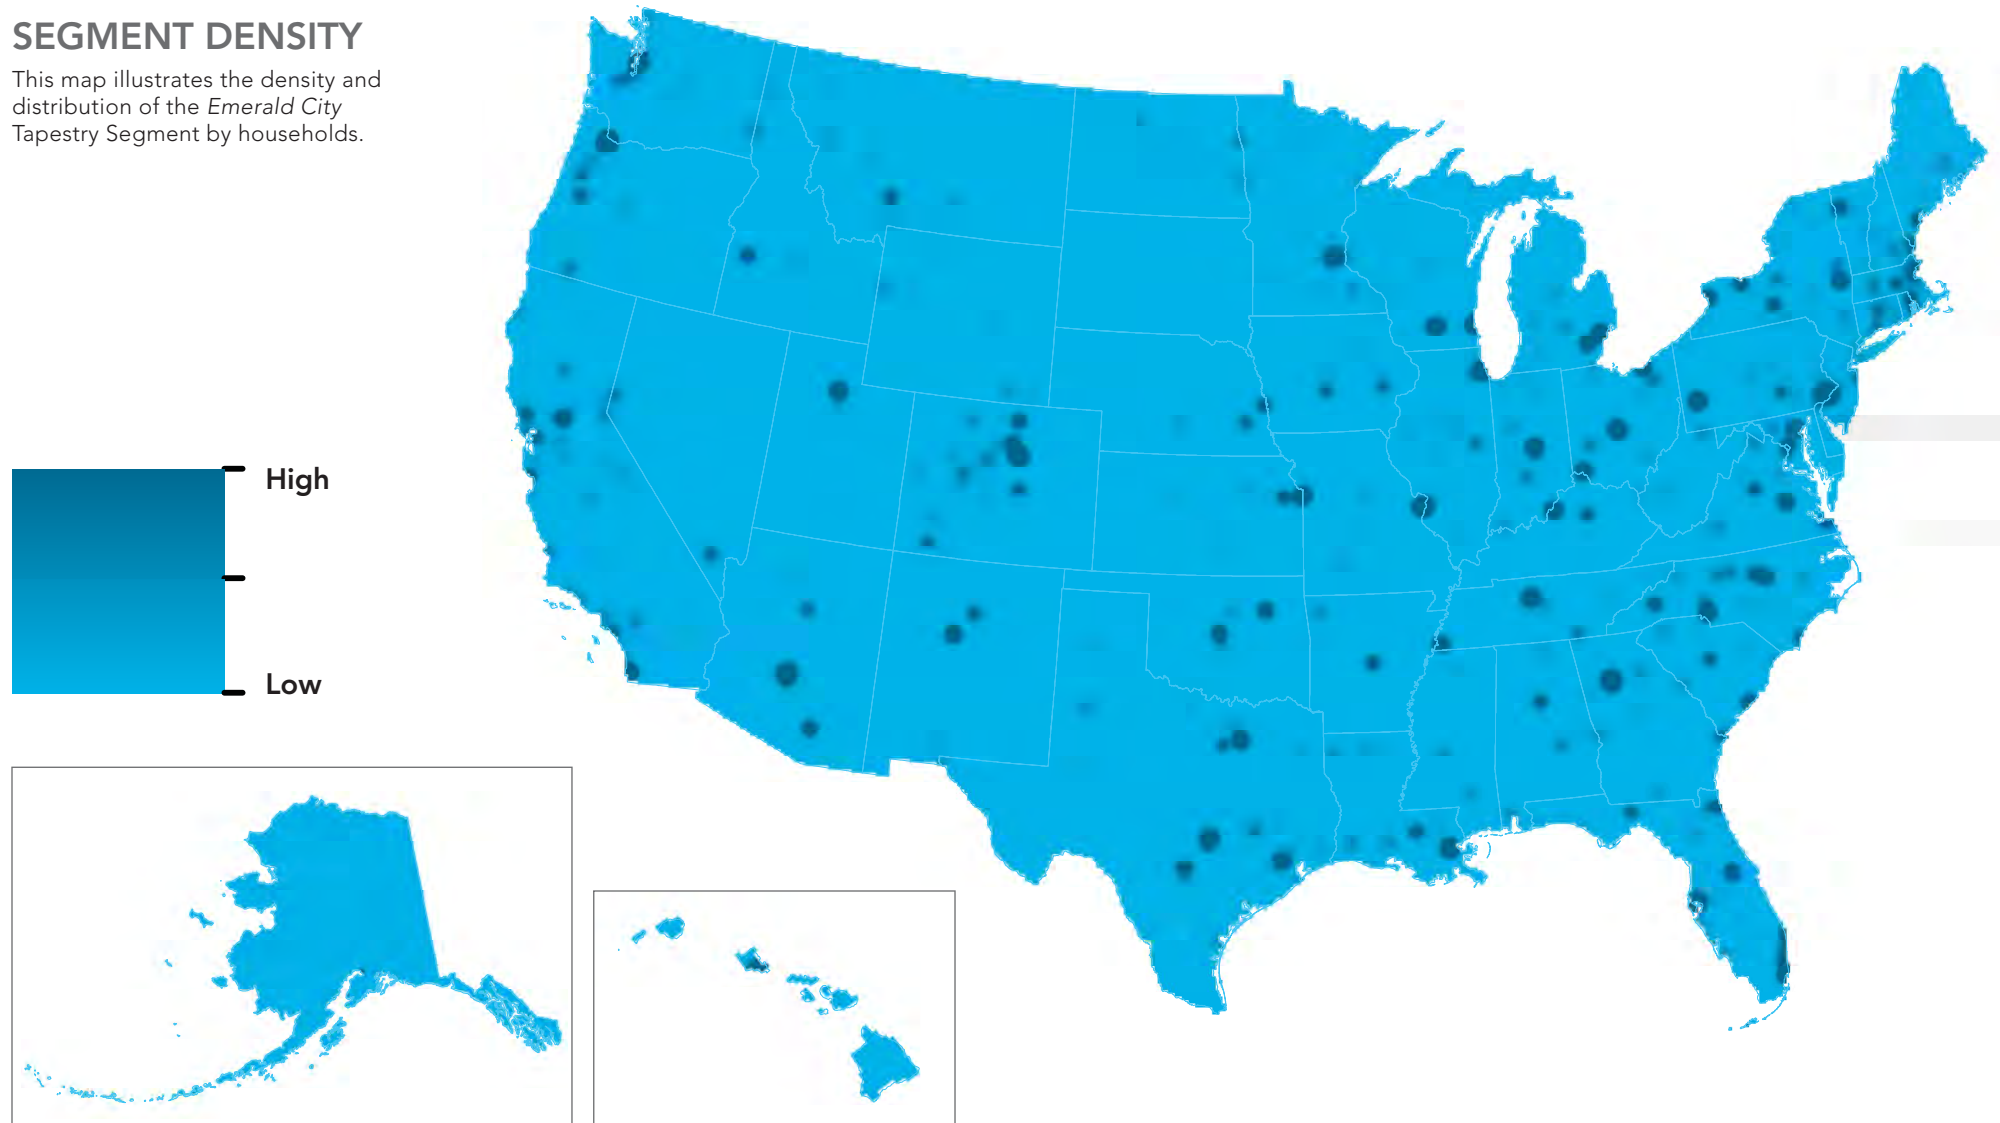 SEGMENT DENSITY
This map illustrates the density and
distribution of the Emerald City
Tapestry Segment by households.
High
Low